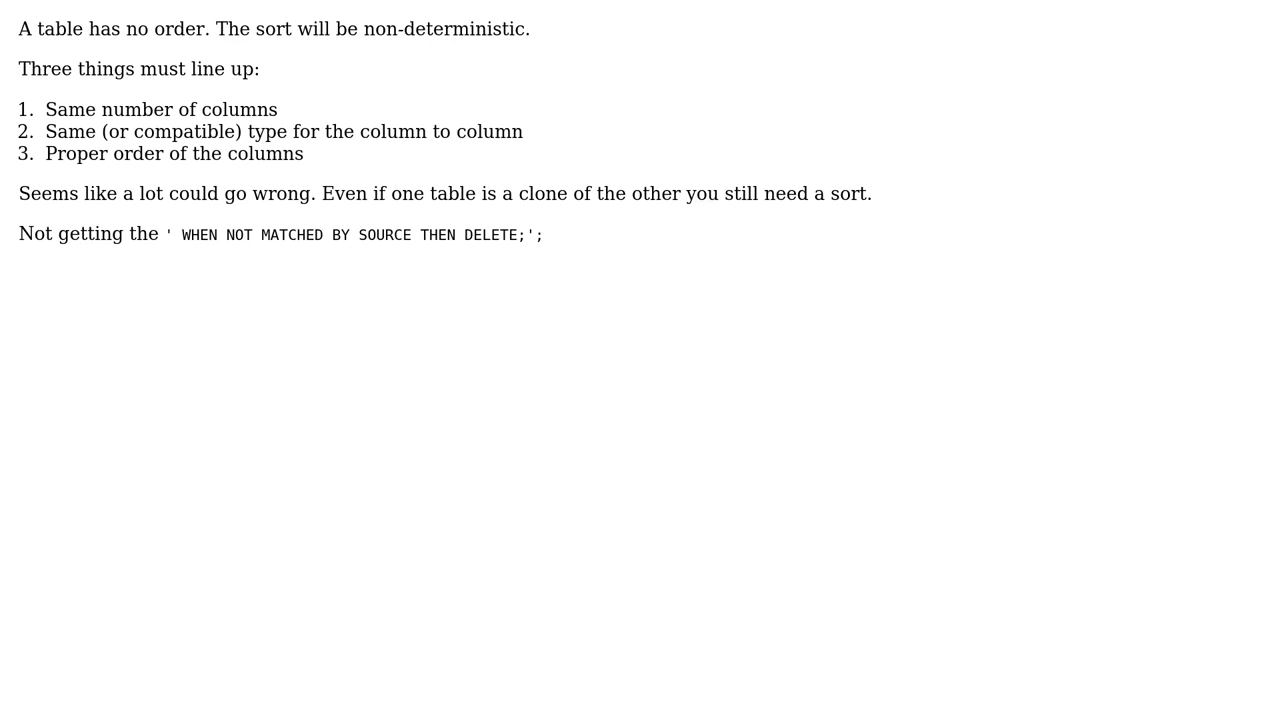 A table has no order. The sort will be non-deterministic.
Three things must line up:
1. Same number of columns
2. Same (or compatible) type for the column to column
3. Proper order of the columns
Seems like a lot could go wrong. Even if one table is a clone of the other you still need a sort.
Not getting the ' WHEN NOT MATCHED BY SOURCE THEN DELETE;';